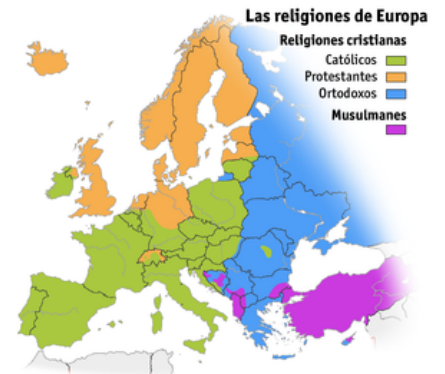 Las religiones de Europa
Religiones cristianas
Católicos
Protestantes
Ortodoxos
Musulmanes